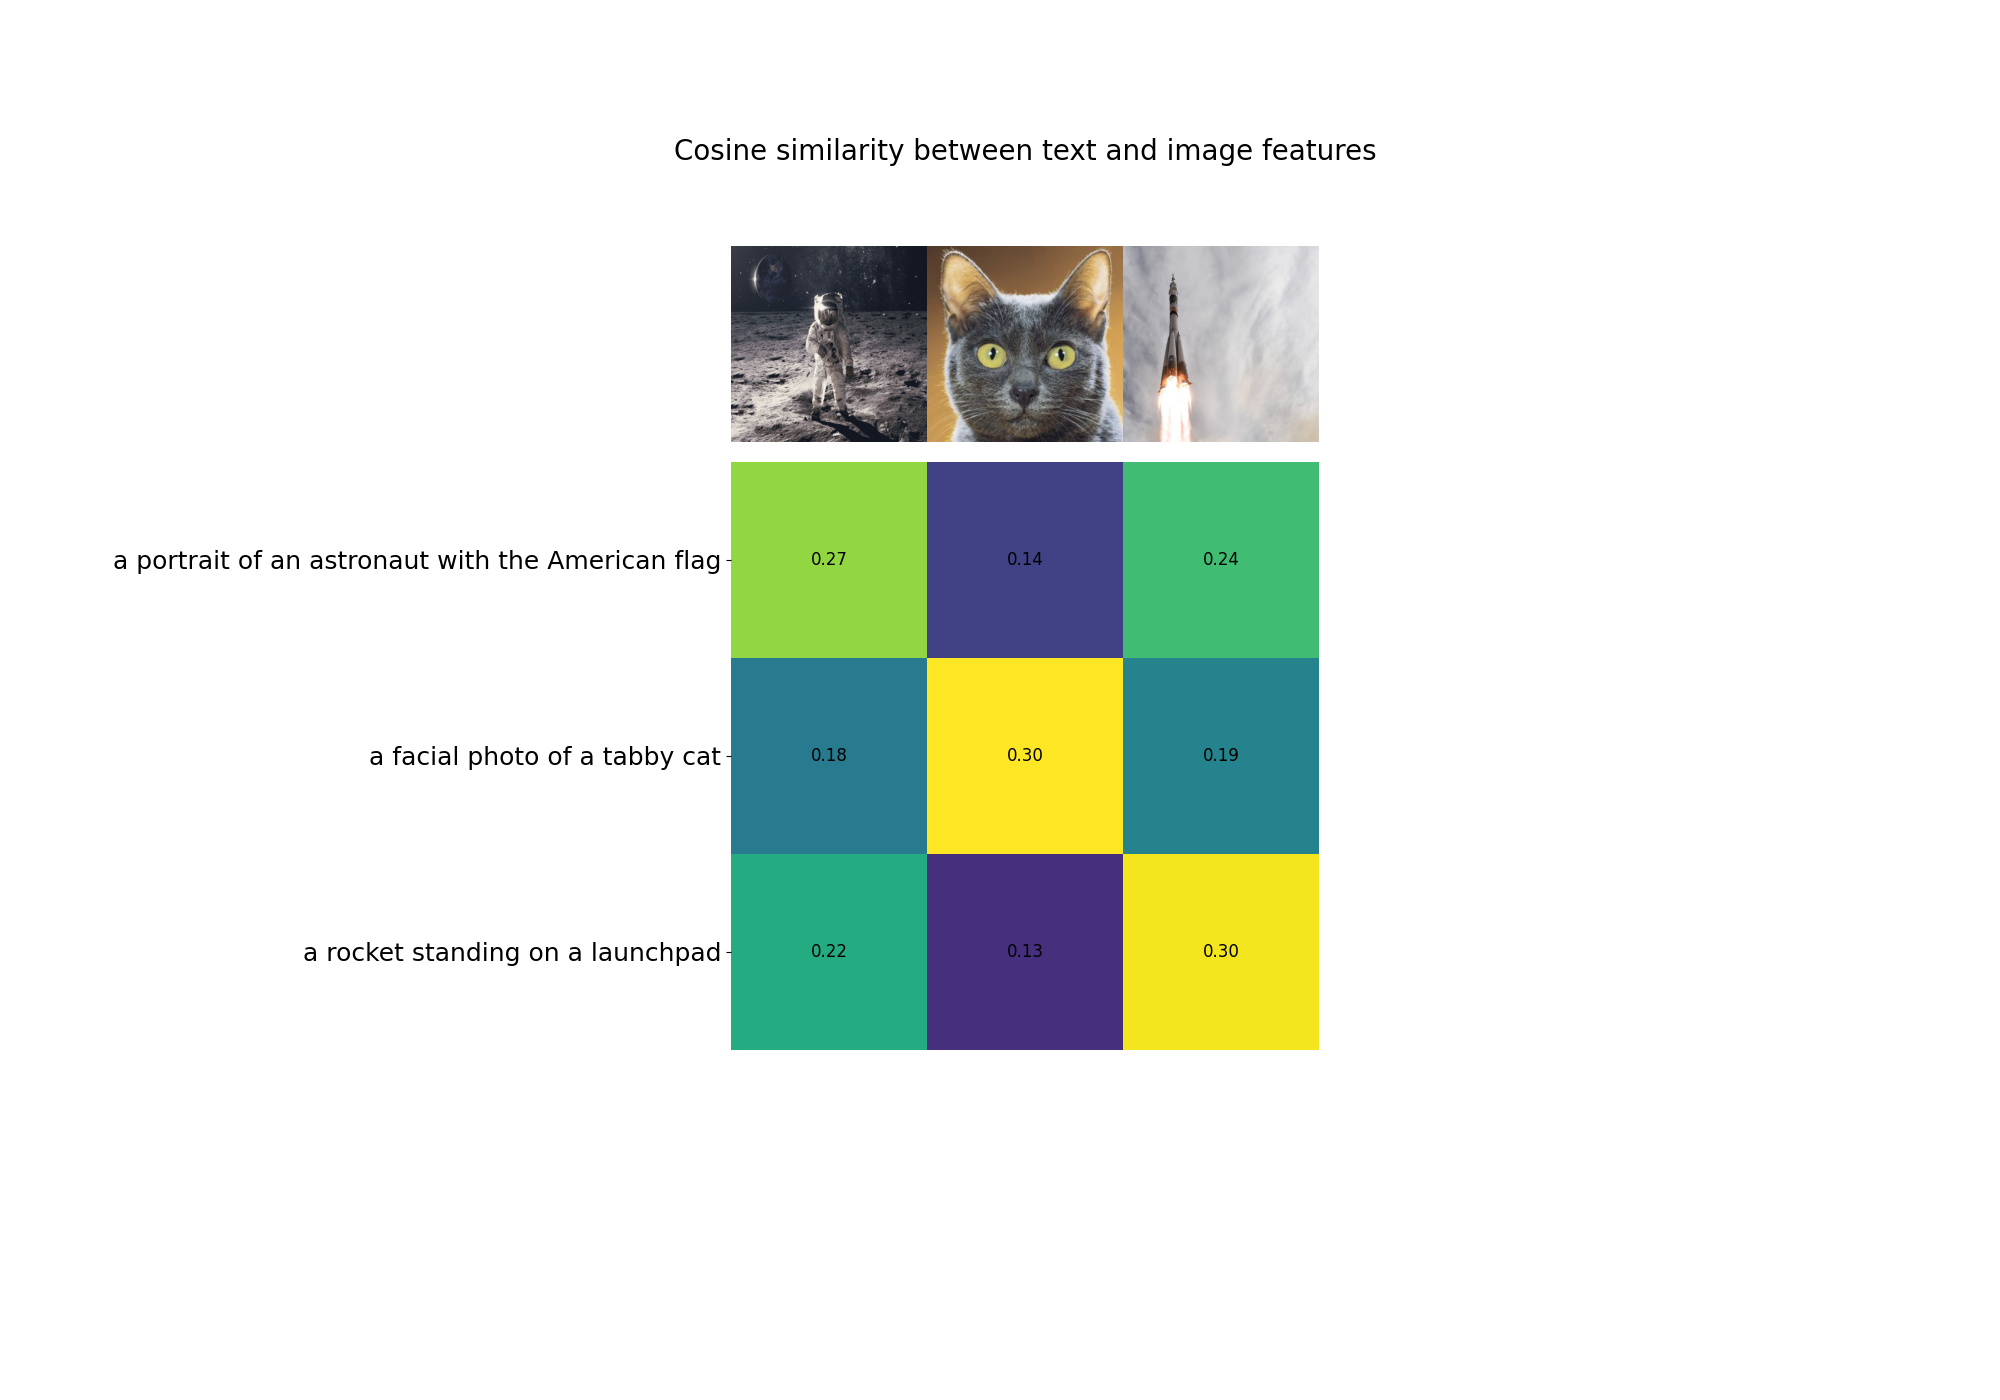 Cosine similarity between text and image features
a portrait of an astronaut with the American flag
0.27 0.14 0.24
a facial photo of a tabby cat
0.18 0.30 0.19
a rocket standing on a launchpad
0.22 0.13 0.30